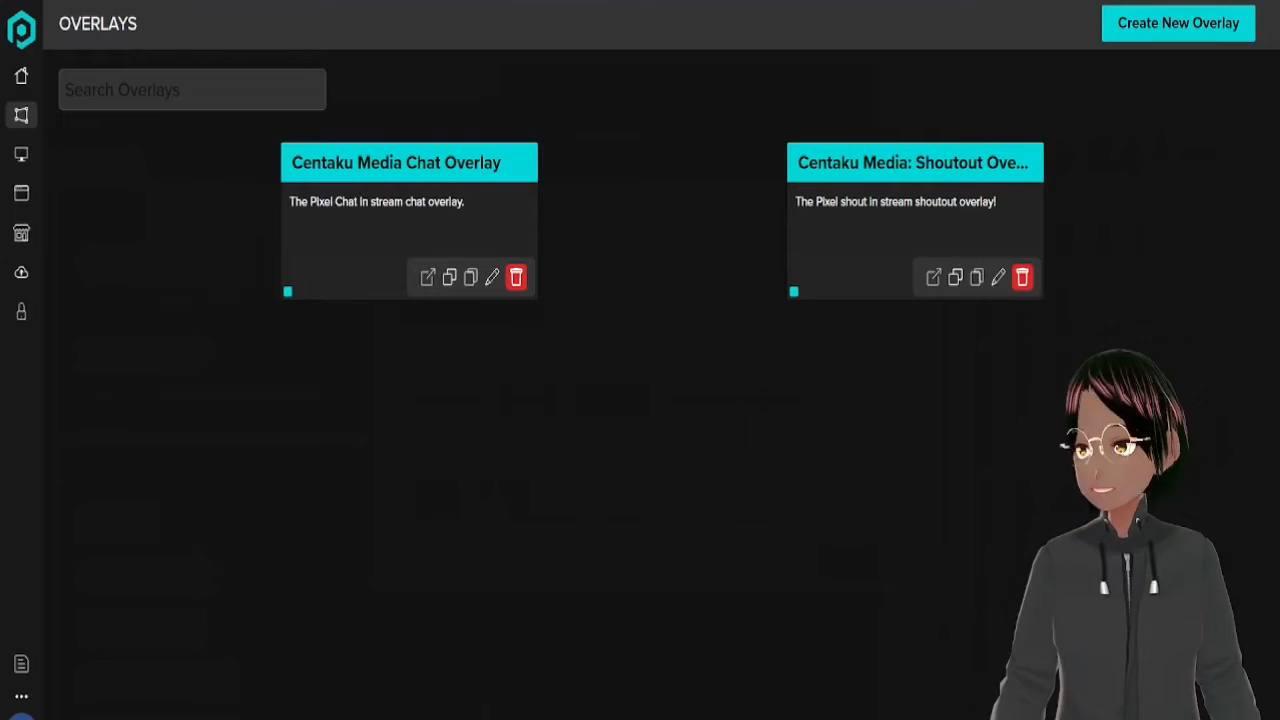 OVERLAYS
Create New Overlay
Search Overlays
Centaku Media Chat Overlay
The Pixel Chat in stream chat overlay.
Centaku Media: Shoutout Ove...
The Pixel shout in stream shoutout overlay!